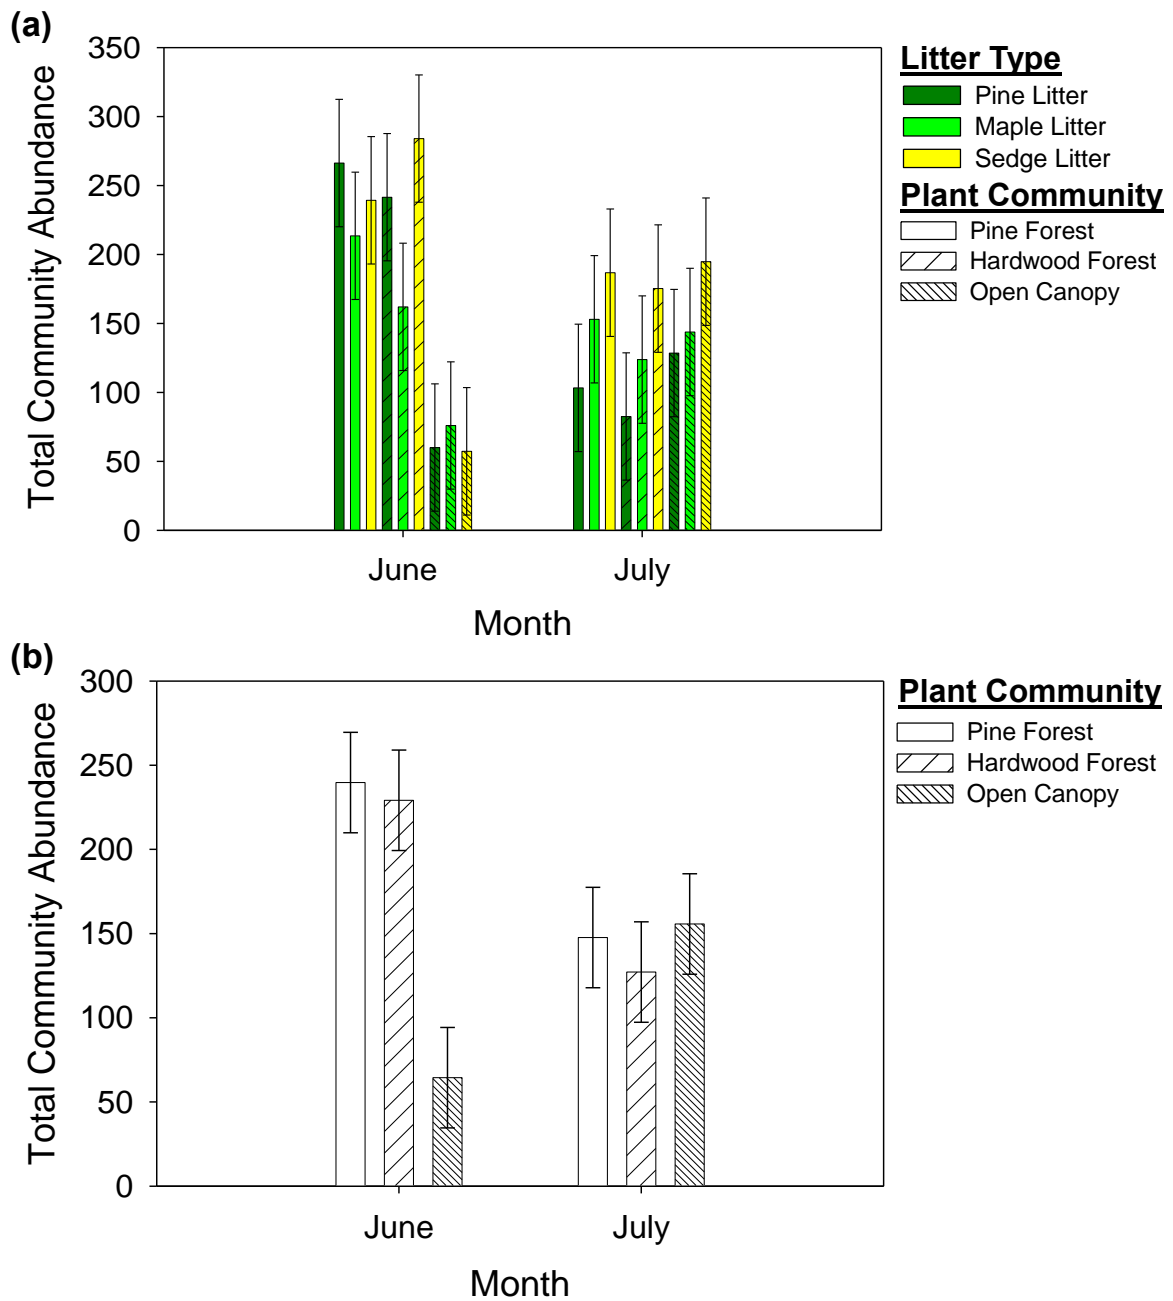 (a)
Total Community Abundance
350
300
250
200
150
100
50
0
June
July
Month
Litter Type
Pine Litter
Maple Litter
Sedge Litter
Plant Community
Pine Forest
Hardwood Forest
Open Canopy
(b)
Total Community Abundance
300
250
200
150
100
50
0
June
July
Month
Plant Community
Pine Forest
Hardwood Forest
Open Canopy